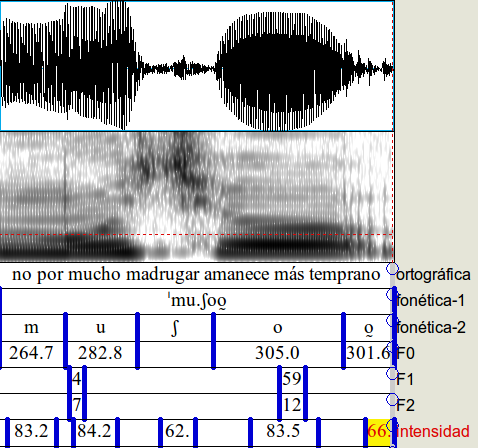 no por mucho madrugar amanece más temprano ortográfica
ˈmu.ʃoo̰ fonética-1
m u ʃ o o̰ fonética-2
264.7 282.8 305.0 301.6 F0
4 59 F1
7 12 F2
83.2 84.2 62. 83.5 66 Intensidad